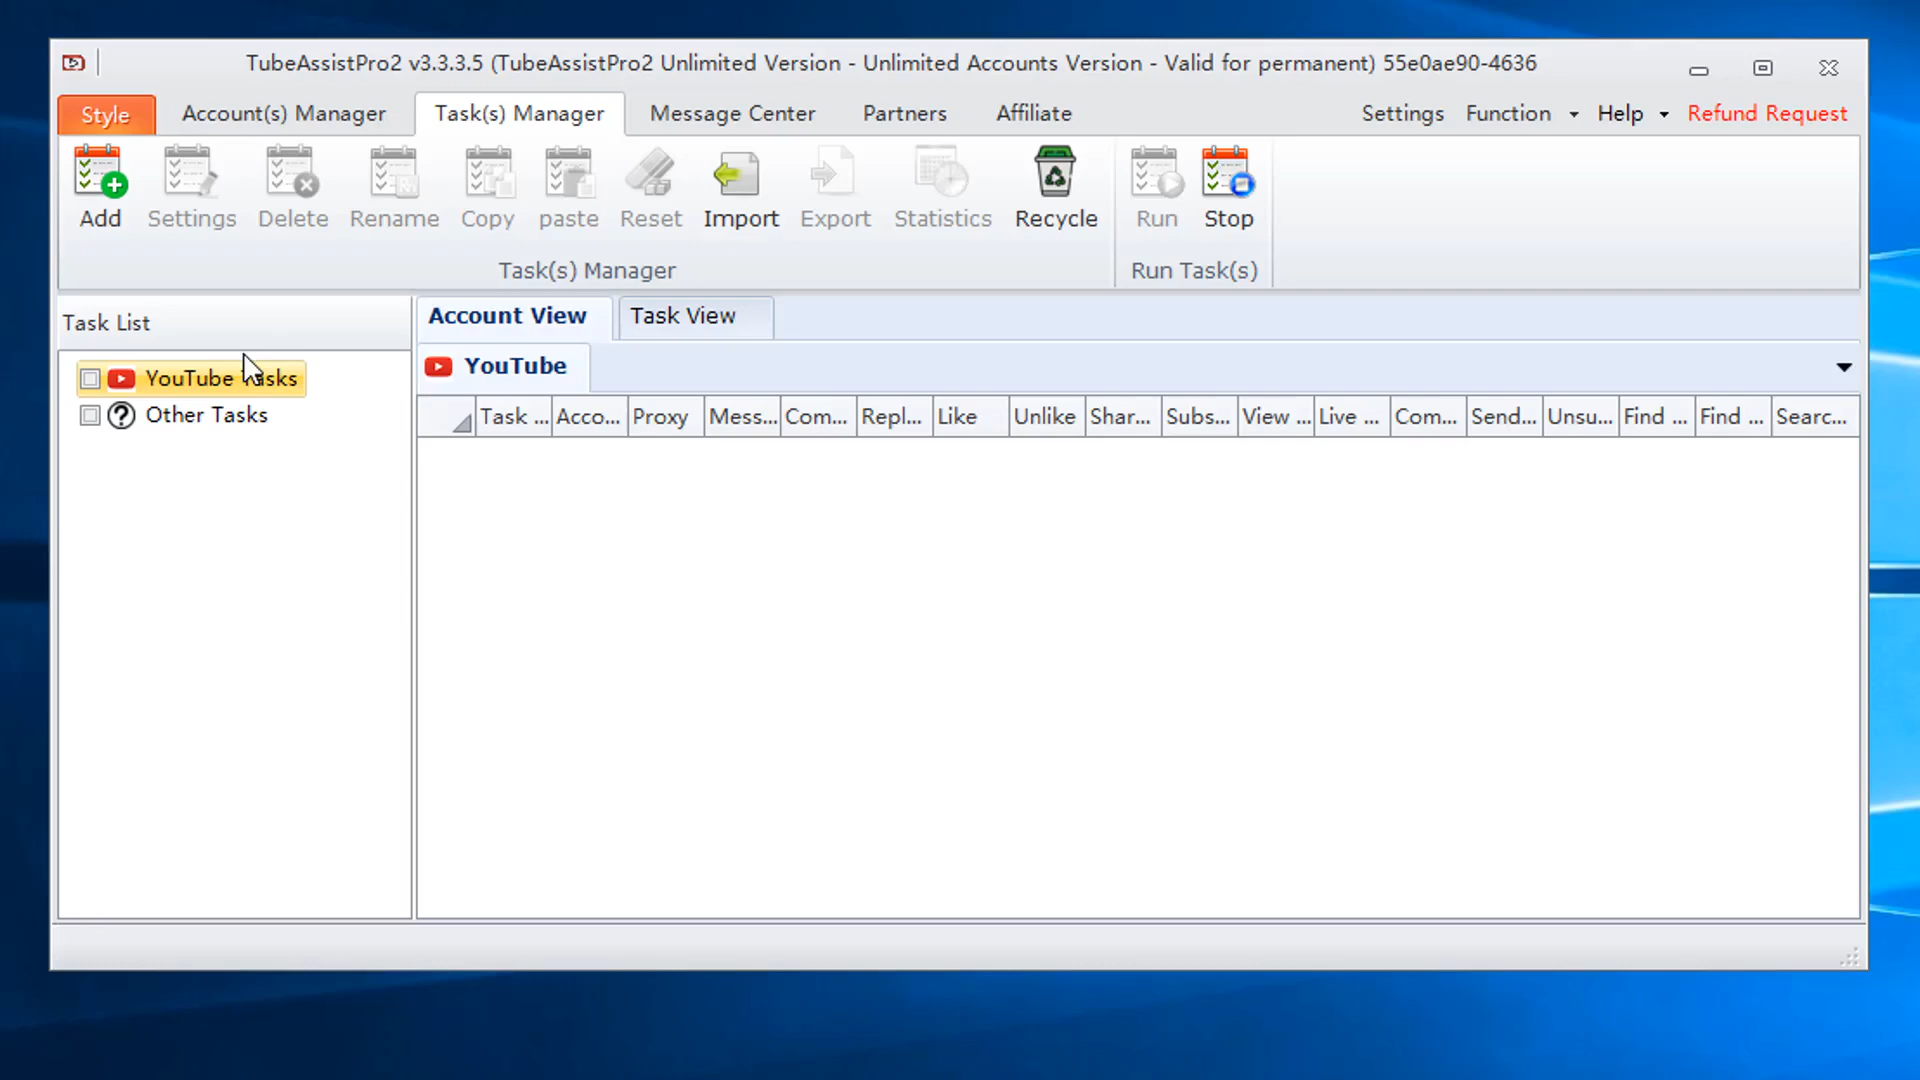 TubeAssistPro2 v3.3.3.5 (TubeAssistPro2 Unlimited Version - Unlimited Accounts Version - Valid for permanent) 55e0ae90-4636
Style Account(s) Manager Task(s) Manager Message Center Partners Affiliate Settings Function Help Refund Request
Add Settings Delete Rename Copy paste Reset Import Export Statistics Recycle Run Stop
Task(s) Manager Run Task(s)
Task List Account View Task View
YouTube
YouTube Tasks
Other Tasks
Task ... Acco... Proxy Mess... Com... Repl... Like Unlike Shar... Subs... View ... Live ... Com... Send... Unsu... Find ... Find ... Searc...